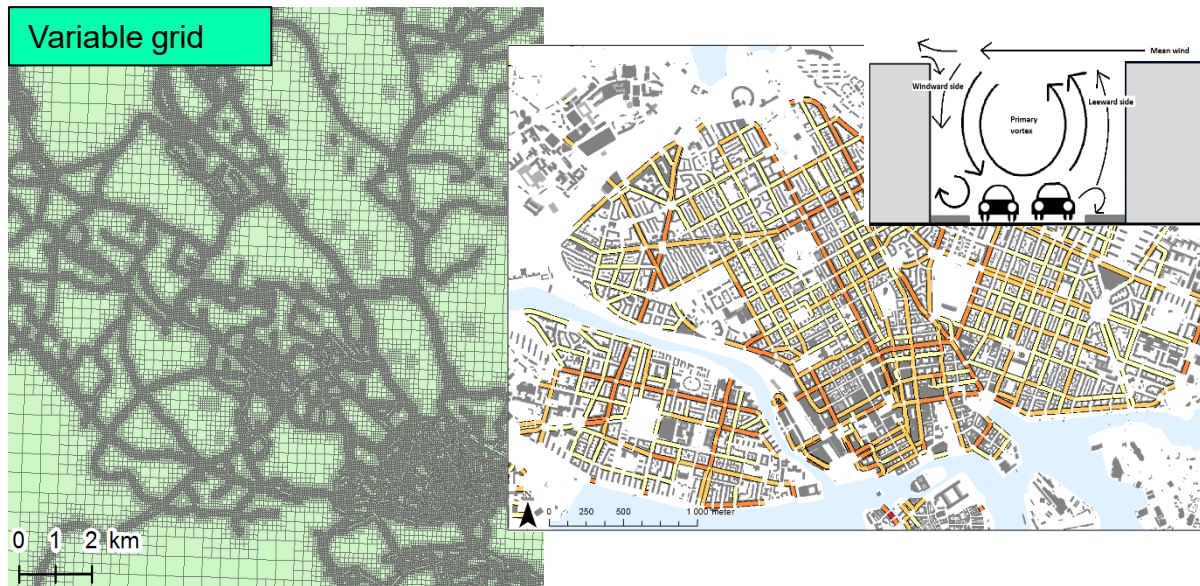 Variable grid
0 1 2 km
Mean wind
Windward side
Leeward side
Primary
vortex
N
0 250 500 1 000 meter